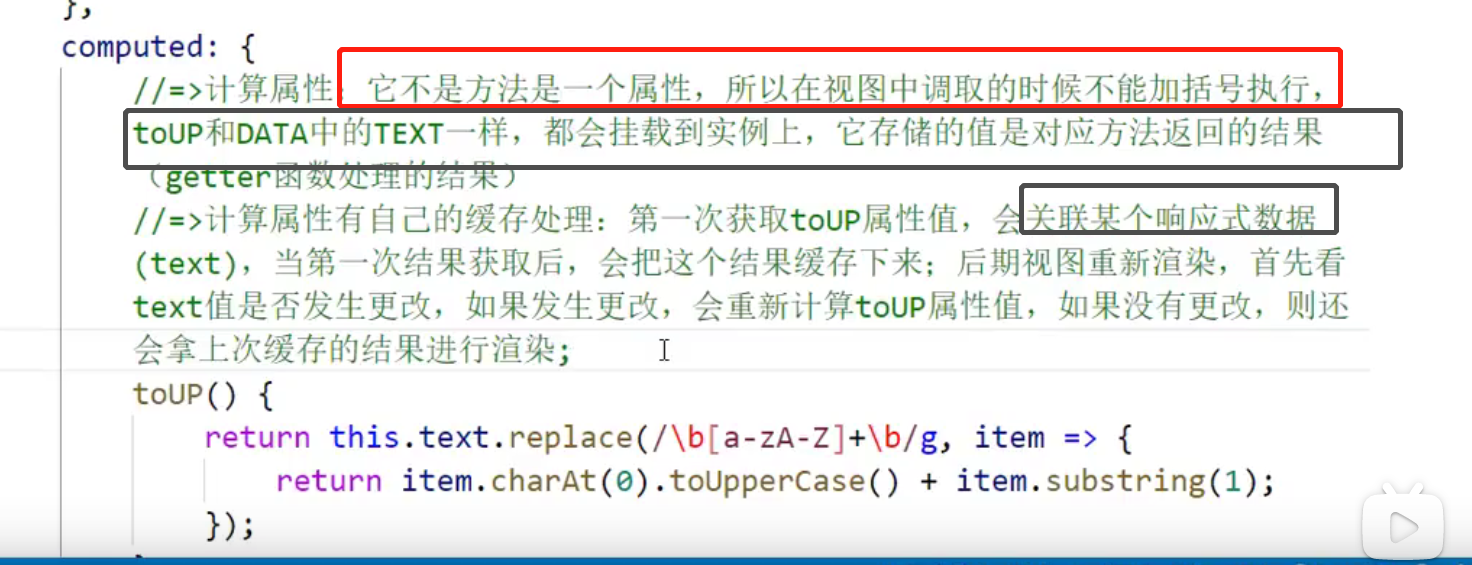 },
computed: {
//=>计算属性：它不是方法是一个属性，所以在视图中调取的时候不能加括号执行，
toUP和DATA中的TEXT一样，都会挂载到实例上，它存储的值是对应方法返回的结果
（getter函数处理的结果）
//=>计算属性有自己的缓存处理：第一次获取toUP属性值，会关联某个响应式数据
(text)，当第一次结果获取后，会把这个结果缓存下来；后期视图重新渲染，首先看
text值是否发生更改，如果发生更改，会重新计算toUP属性值，如果没有更改，则还
会拿上次缓存的结果进行渲染；
toUP() {
return this.text.replace(/\b[a-zA-Z]+\b/g, item => {
return item.charAt(0).toUpperCase() + item.substring(1);
});